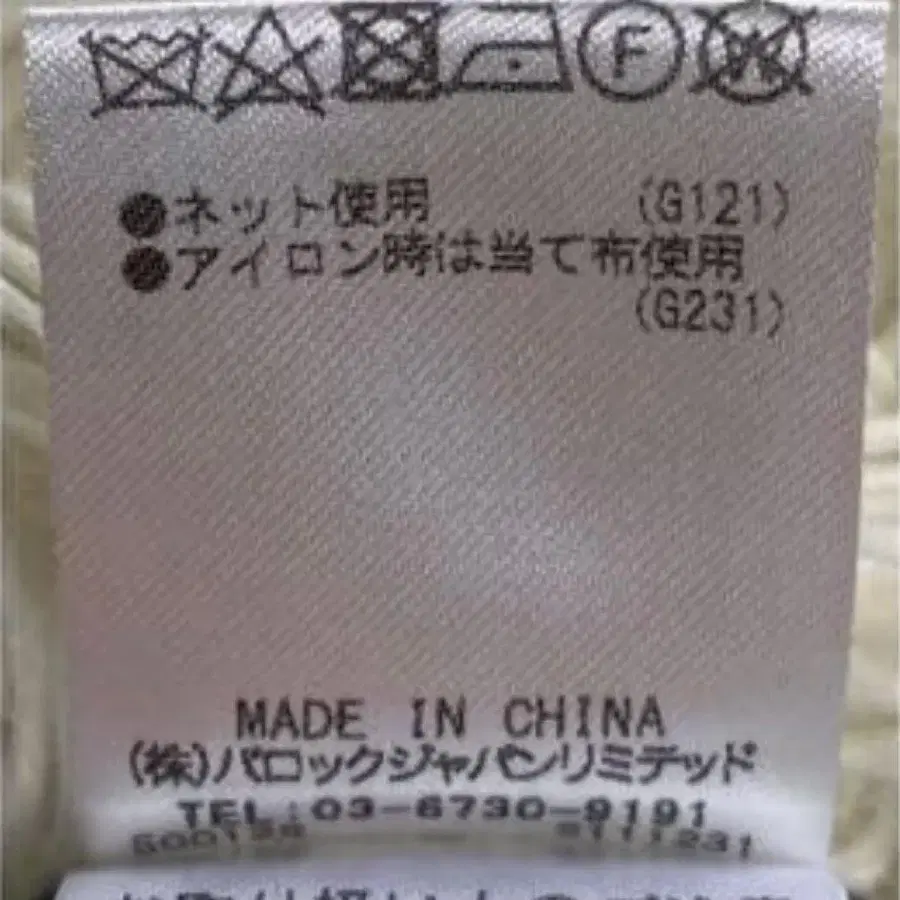 F W
●ネット使用 (G121)
●アイロン時は当て布使用
(G231)
MADE IN CHINA
(株)バロックジャパンリミテッド
TEL:03-6730-9191